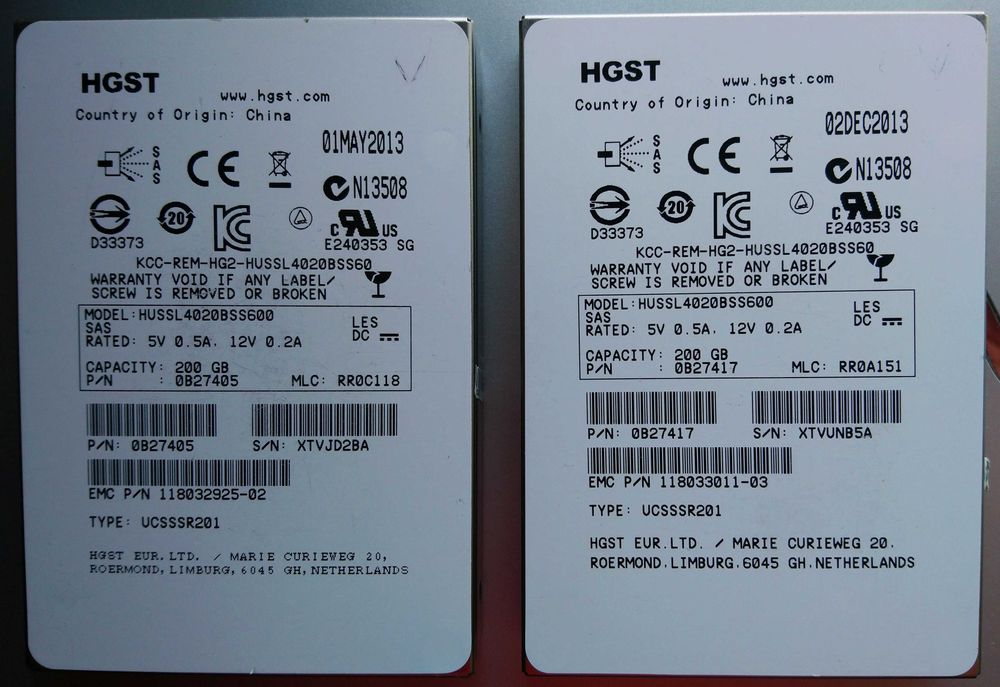 HGST
www.hgst.com
Country of Origin: China
01MAY2013
SAS
CE
N13508
D33373
20
KC
c RU US
E240353 SG
KCC-REM-HG2-HUSSL4020BSS60
WARRANTY VOID IF ANY LABEL/
SCREW IS REMOVED OR BROKEN
MODEL:HUSSL4020BSS600
SAS
LES
RATED: 5V 0.5A, 12V 0.2A
DC
CAPACITY: 200 GB
P/N : 0B27405 MLC: RR0C118
P/N: 0B27405 S/N: XTVJD2BA
EMC P/N 118032925-02
TYPE: UCSSSR201
HGST EUR.LTD. / MARIE CURIEWEG 20,
ROERMOND, LIMBURG, 6045 GH, NETHERLANDS
HGST
www.hgst.com
Country of Origin: China
02DEC2013
SAS
CE
N13508
D33373
20
KC
c RU US
E240353 SG
KCC-REM-HG2-HUSSL4020BSS60
WARRANTY VOID IF ANY LABEL/
SCREW IS REMOVED OR BROKEN
MODEL:HUSSL4020BSS600
SAS
LES
RATED: 5V 0.5A, 12V 0.2A
DC
CAPACITY: 200 GB
P/N : 0B27417 MLC: RR0A151
P/N: 0B27417 S/N: XTVUNB5A
EMC P/N 118033011-03
TYPE: UCSSSR201
HGST EUR.LTD. / MARIE CURIEWEG 20,
ROERMOND,LIMBURG,6045 GH,NETHERLANDS